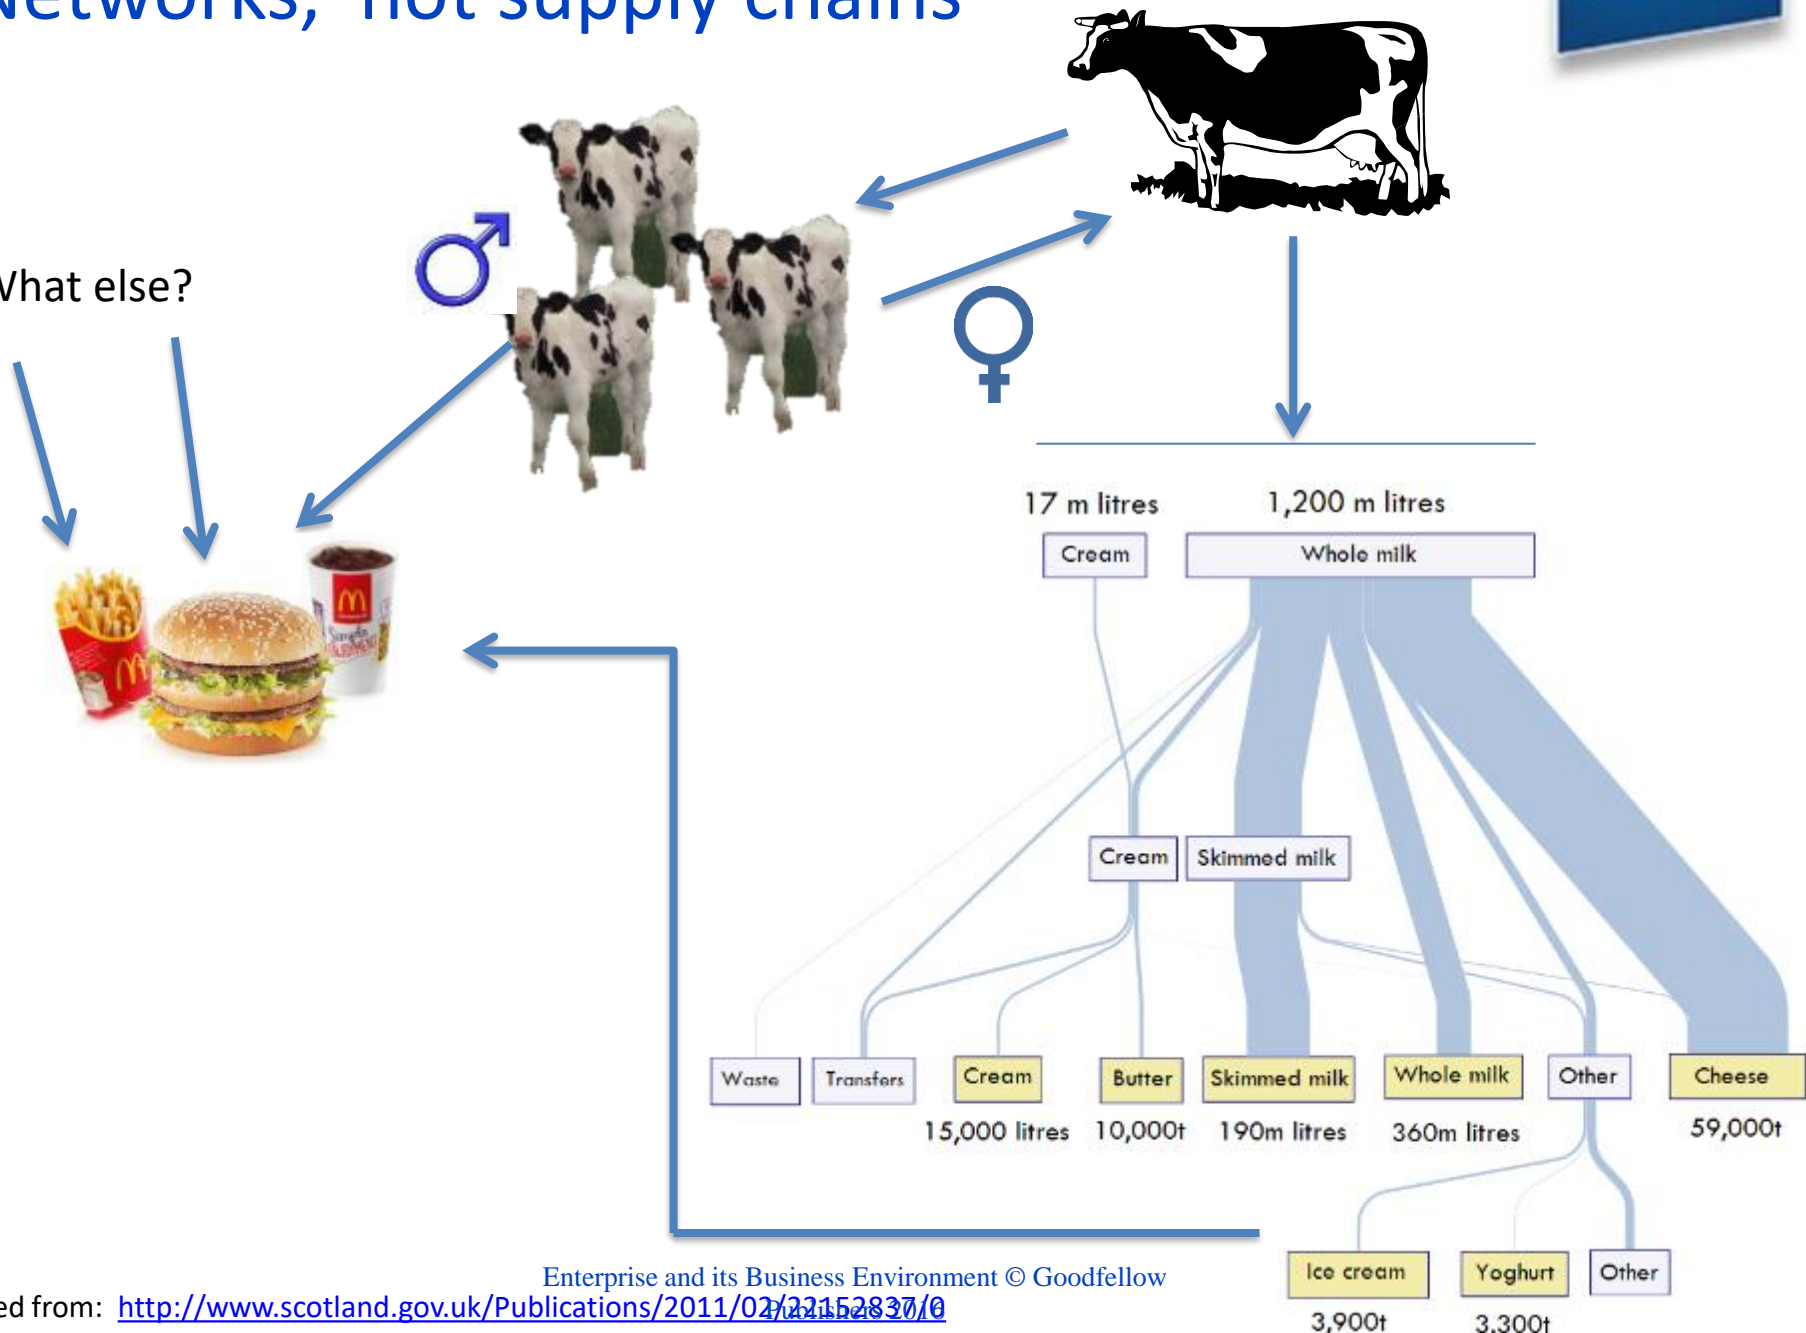 Networks, not supply chains
What else?
17 m litres
1,200 m litres
Cream
Whole milk
Cream
Skimmed milk
Waste
Transfers
Cream
Butter
Skimmed milk
Whole milk
Other
Cheese
15,000 litres
10,000t
190m litres
360m litres
59,000t
Ice cream
Yoghurt
Other
3,900t
3,300t
Enterprise and its Business Environment © Goodfellow
Publishers 2016
ed from: http://www.scotland.gov.uk/Publications/2011/02/22152837/0